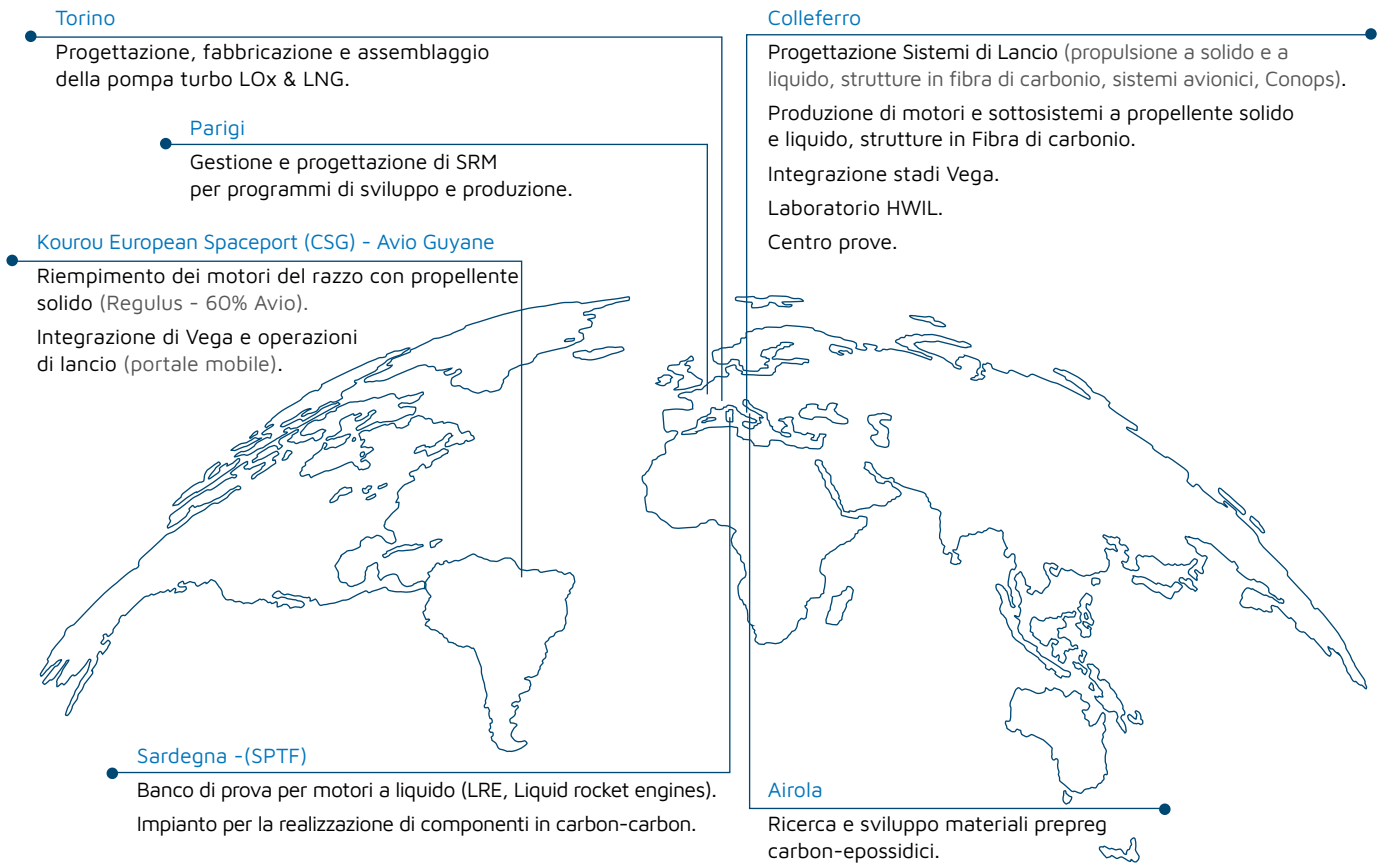 Torino
Progettazione, fabbricazione e assemblaggio
della pompa turbo LOx & LNG.
Parigi
Gestione e progettazione di SRM
per programmi di sviluppo e produzione.
Kourou European Spaceport (CSG) - Avio Guyane
Riempimento dei motori del razzo con propellente
solido (Regulus - 60% Avio).
Integrazione di Vega e operazioni
di lancio (portale mobile).
Colleferro
Progettazione Sistemi di Lancio (propulsione a solido e a
liquido, strutture in fibra di carbonio, sistemi avionici, Conops).
Produzione di motori e sottosistemi a propellente solido
e liquido, strutture in Fibra di carbonio.
Integrazione stadi Vega.
Laboratorio HWIL.
Centro prove.
Sardegna -(SPTF)
Banco di prova per motori a liquido (LRE, Liquid rocket engines).
Impianto per la realizzazione di componenti in carbon-carbon.
Airola
Ricerca e sviluppo materiali prepreg
carbon-epossidici.